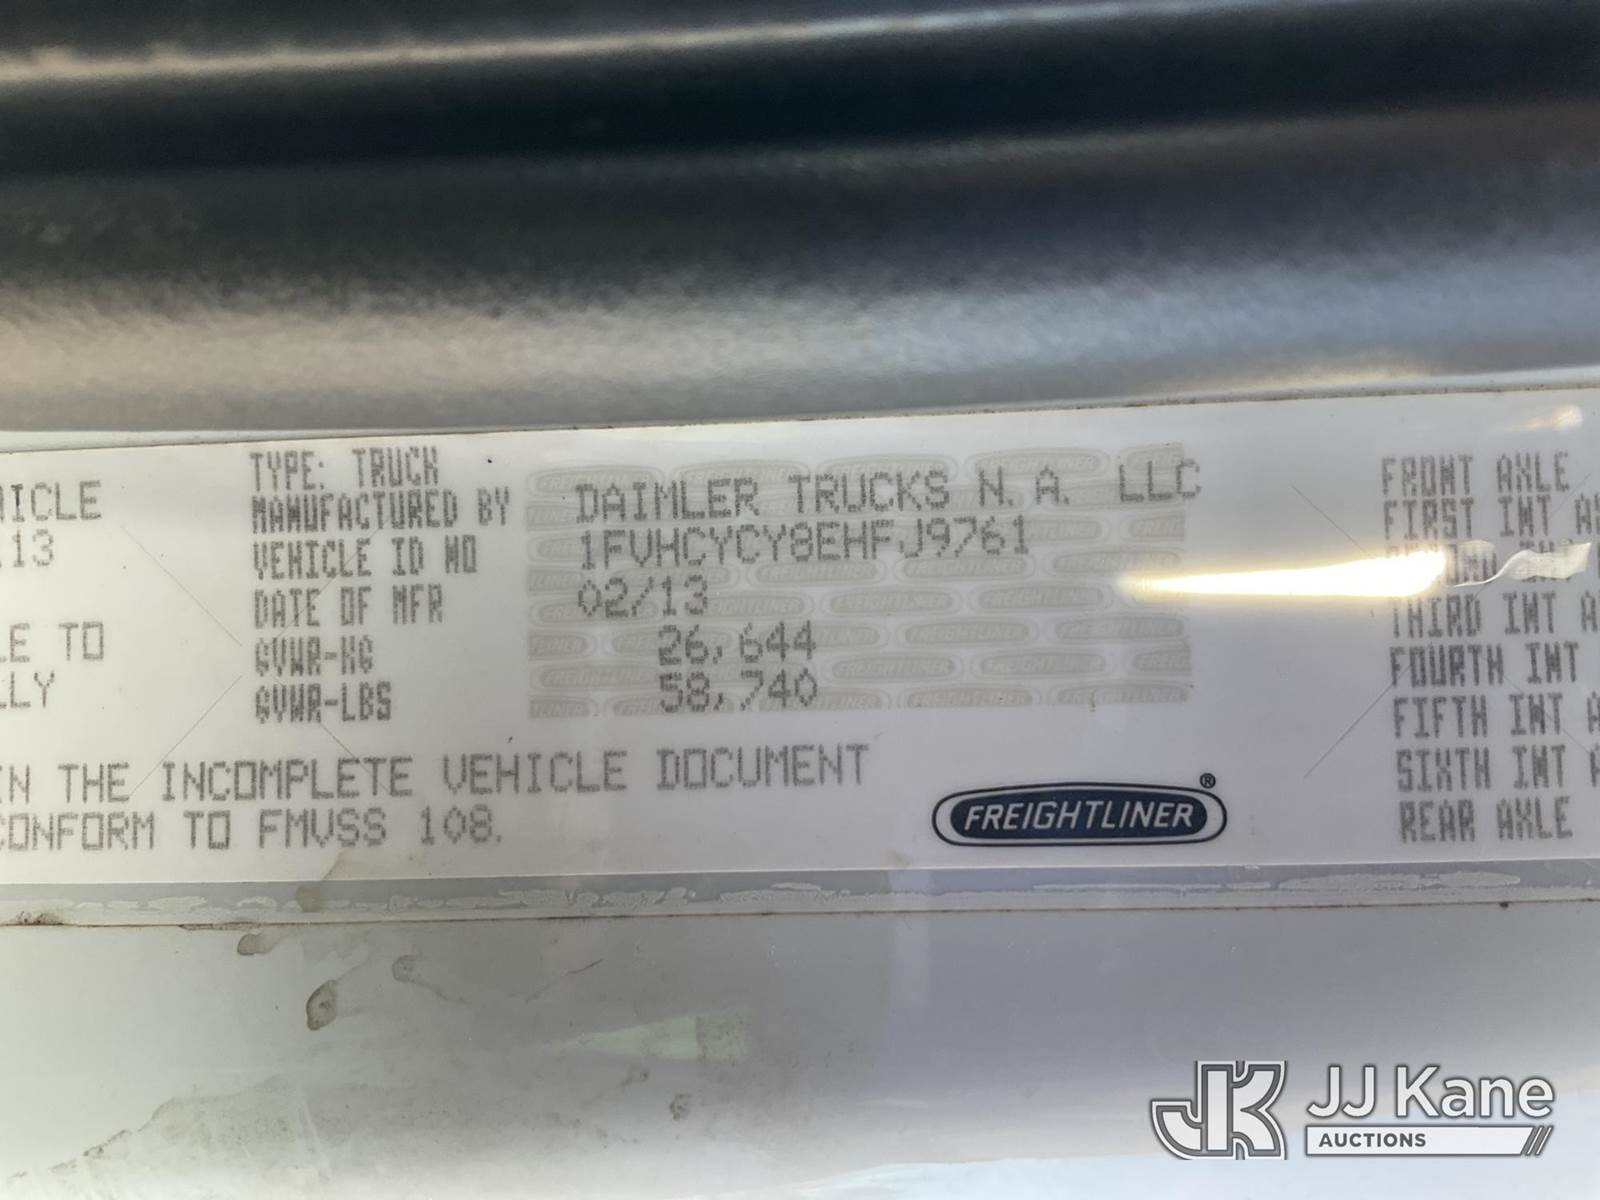 TYPE: TRUCK
MANUFACTURED BY DAIMLER TRUCKS N.A. LLC
VEHICLE ID NO 1FVHCYCY8EHFJ9761
DATE OF MFR 02/13
GVWR-KG 26,644
GVWR-LBS 58,740
ICLE
13
LE TO
LLY
IN THE INCOMPLETE VEHICLE DOCUMENT
CONFORM TO FMVSS 108.
FREIGHTLINER®
FRONT AXLE
FIRST INT A
THIRD INT A
FOURTH INT
FIFTH INT A
SIXTH INT A
REAR AXLE
JK JJ Kane
AUCTIONS